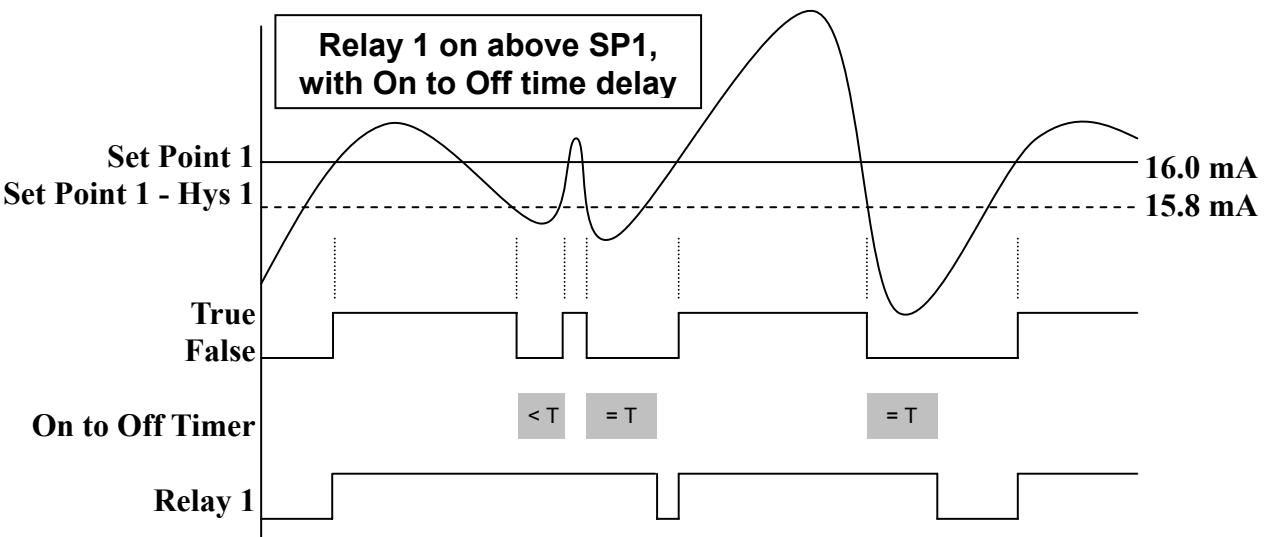 Relay 1 on above SP1,
with On to Off time delay
Set Point 1
16.0 mA
Set Point 1 - Hys 1
15.8 mA
True
False
On to Off Timer
< T
= T
= T
Relay 1